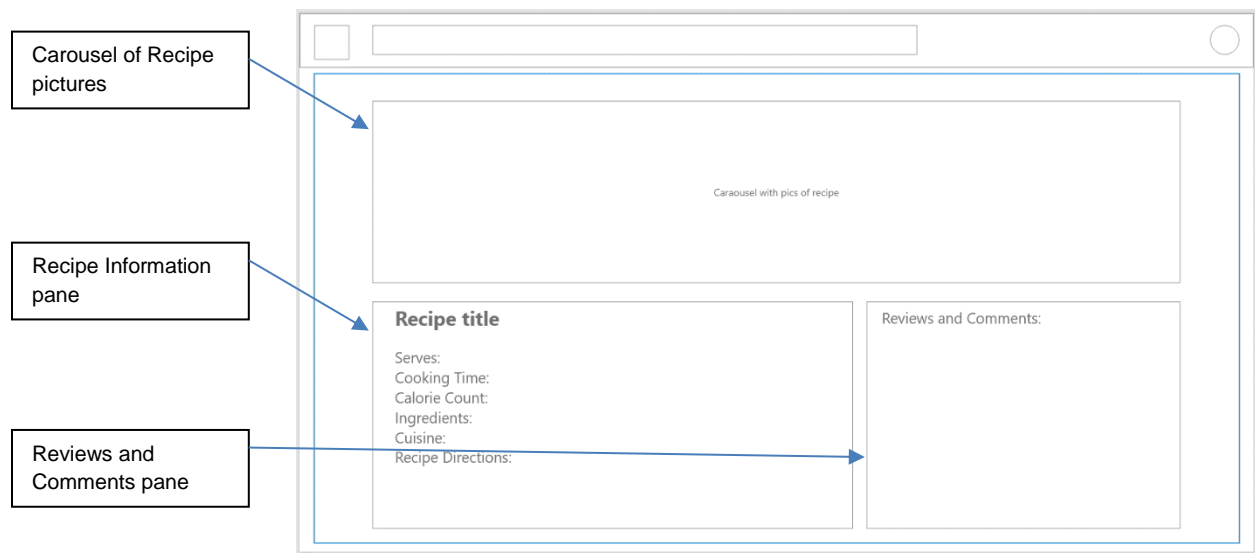 Carousel of Recipe
pictures
Caraousel with pics of recipe
Recipe Information
pane
Recipe title
Serves:
Cooking Time:
Calorie Count:
Ingredients:
Cuisine:
Recipe Directions:
Reviews and Comments:
Reviews and
Comments pane